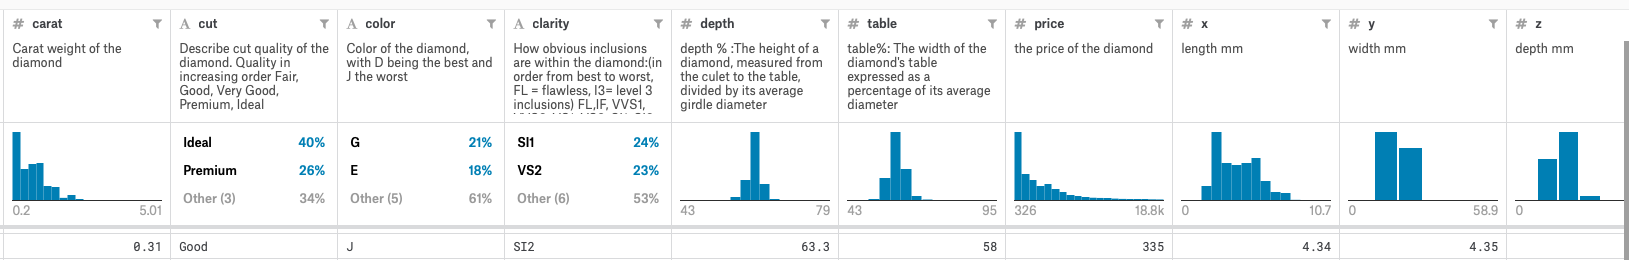 # carat
A cut
A color
A clarity
# depth
# table
# price
# x
# y
# z
Carat weight of the
diamond
Describe cut quality of the
diamond. Quality in
increasing order Fair,
Good, Very Good,
Premium, Ideal
Color of the diamond,
with D being the best and
J the worst
How obvious inclusions
are within the diamond:(in
order from best to worst,
FL = flawless, I3= level 3
inclusions) FL,IF, VVS1,
depth % :The height of a
diamond, measured from
the culet to the table,
divided by its average
girdle diameter
table%: The width of the
diamond's table
expressed as a
percentage of its average
diameter
the price of the diamond
length mm
width mm
depth mm
0.2 5.01
Ideal 40%
Premium 26%
Other (3) 34%
G 21%
E 18%
Other (5) 61%
SI1 24%
VS2 23%
Other (6) 53%
43 79
43 95
326 18.8k
0 10.7
0 58.9
0
0.31 Good J SI2 63.3 58 335 4.34 4.35